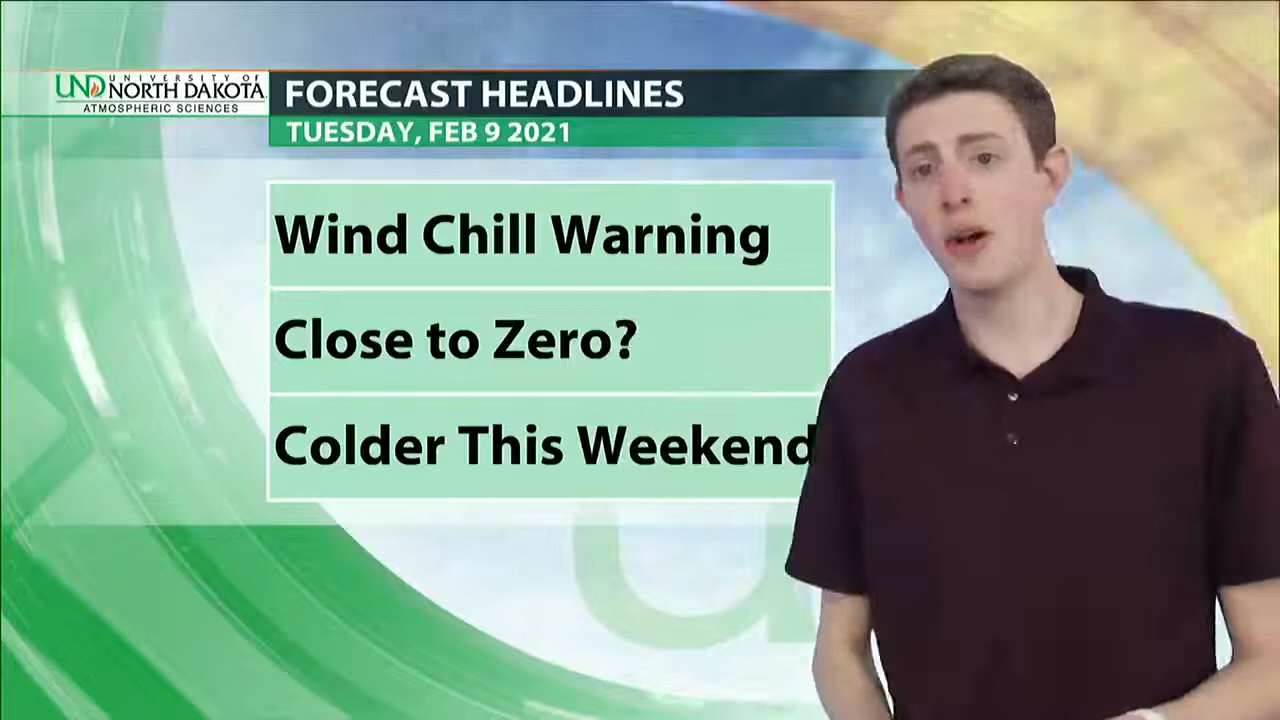 UND UNIVERSITY OF
NORTH DAKOTA
ATMOSPHERIC SCIENCES
FORECAST HEADLINES
TUESDAY, FEB 9 2021
Wind Chill Warning
Close to Zero?
Colder This Weekend